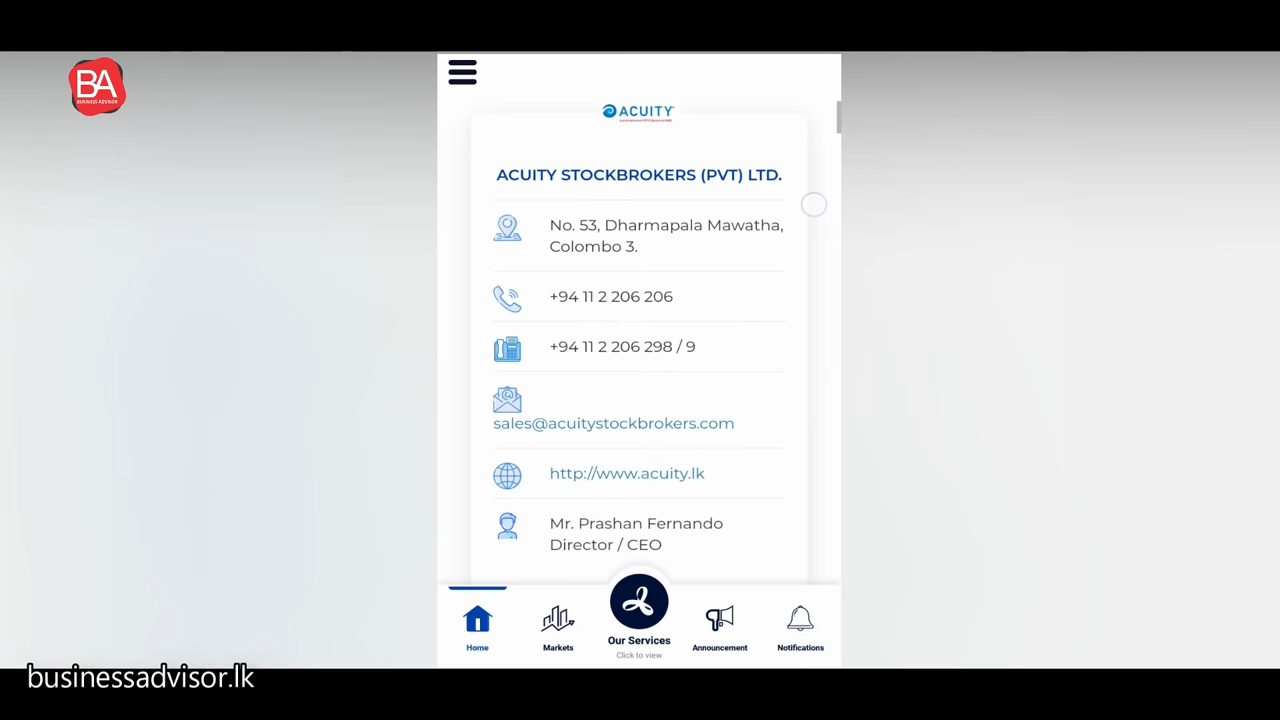 BA
BUSINESS ADVISOR
ACUITY
ACUITY STOCKBROKERS (PVT) LTD.
No. 53, Dharmapala Mawatha,
Colombo 3.
+94 11 2 206 206
+94 11 2 206 298 / 9
sales@acuitystockbrokers.com
http://www.acuity.lk
Mr. Prashan Fernando
Director / CEO
Home
Markets
Our Services
Click to view
Announcement
Notifications
businessadvisor.lk